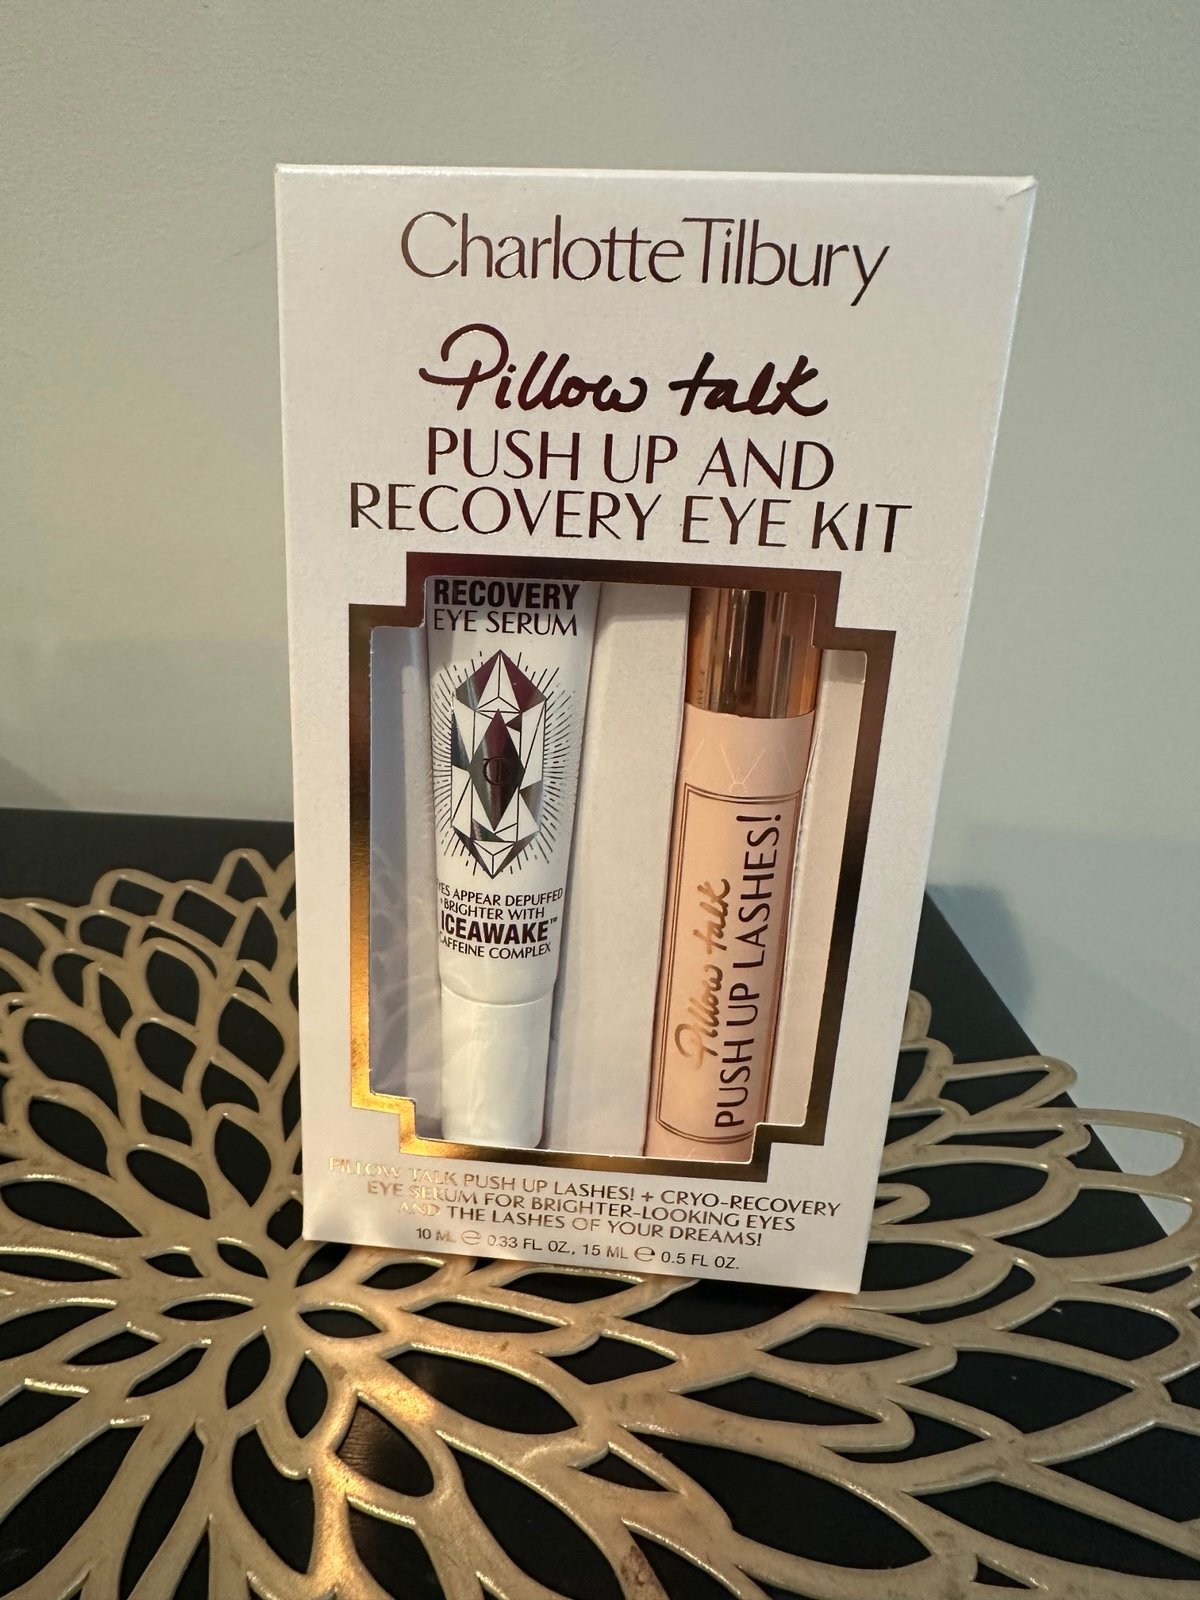 Charlotte Tilbury
Pillow talk
PUSH UP AND
RECOVERY EYE KIT
RECOVERY
EYE SERUM
APPEAR DEPUFFED
BRIGHTER WITH
ICEAWAKE™
CAFFEINE COMPLEX
Pillow talk
PUSH UP LASHES!
PILLOW TALK PUSH UP LASHES! + CRYO-RECOVERY
EYE SERUM FOR BRIGHTER-LOOKING EYES
AND THE LASHES OF YOUR DREAMS!
10 ML ℮ 0.33 FL OZ., 15 ML ℮ 0.5 FL OZ.